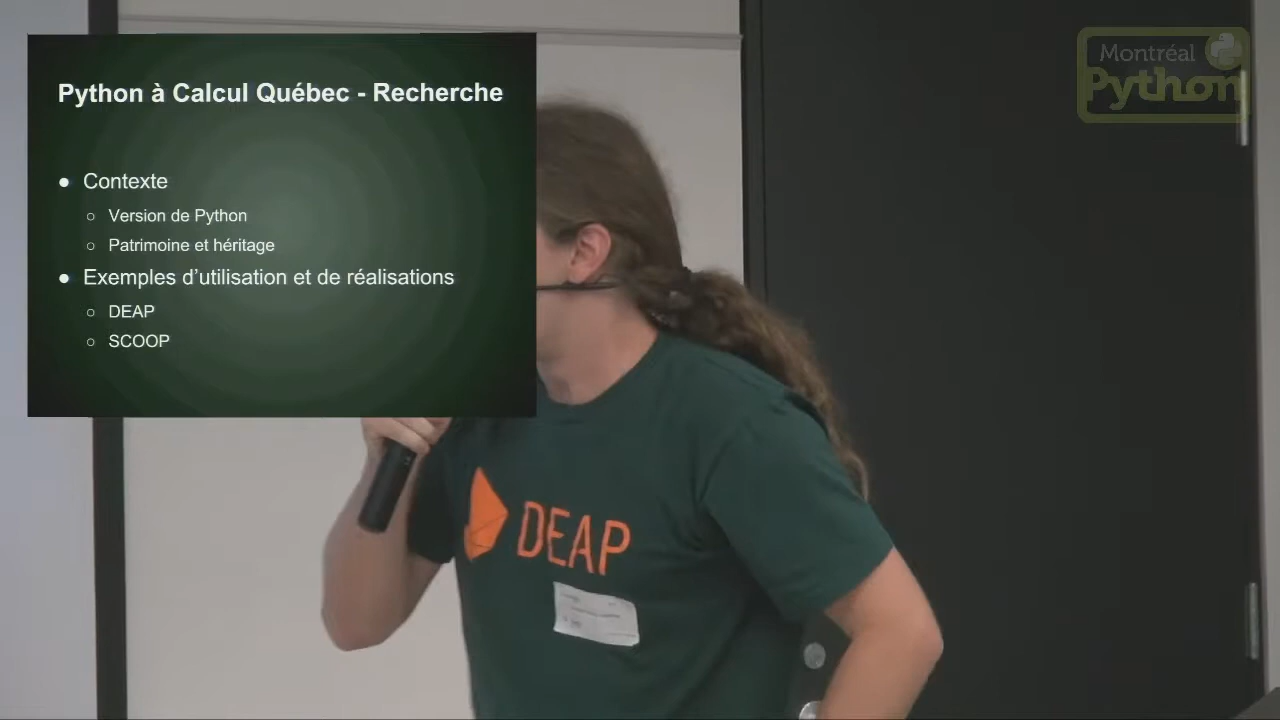 Python à Calcul Québec - Recherche
● Contexte
○ Version de Python
○ Patrimoine et héritage
● Exemples d’utilisation et de réalisations
○ DEAP
○ SCOOP
Montréal
Python
DEAP